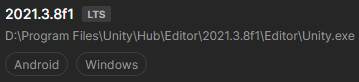 2021.3.8f1 LTS
D:\Program Files\Unity\Hub\Editor\2021.3.8f1\Editor\Unity.exe
Android Windows